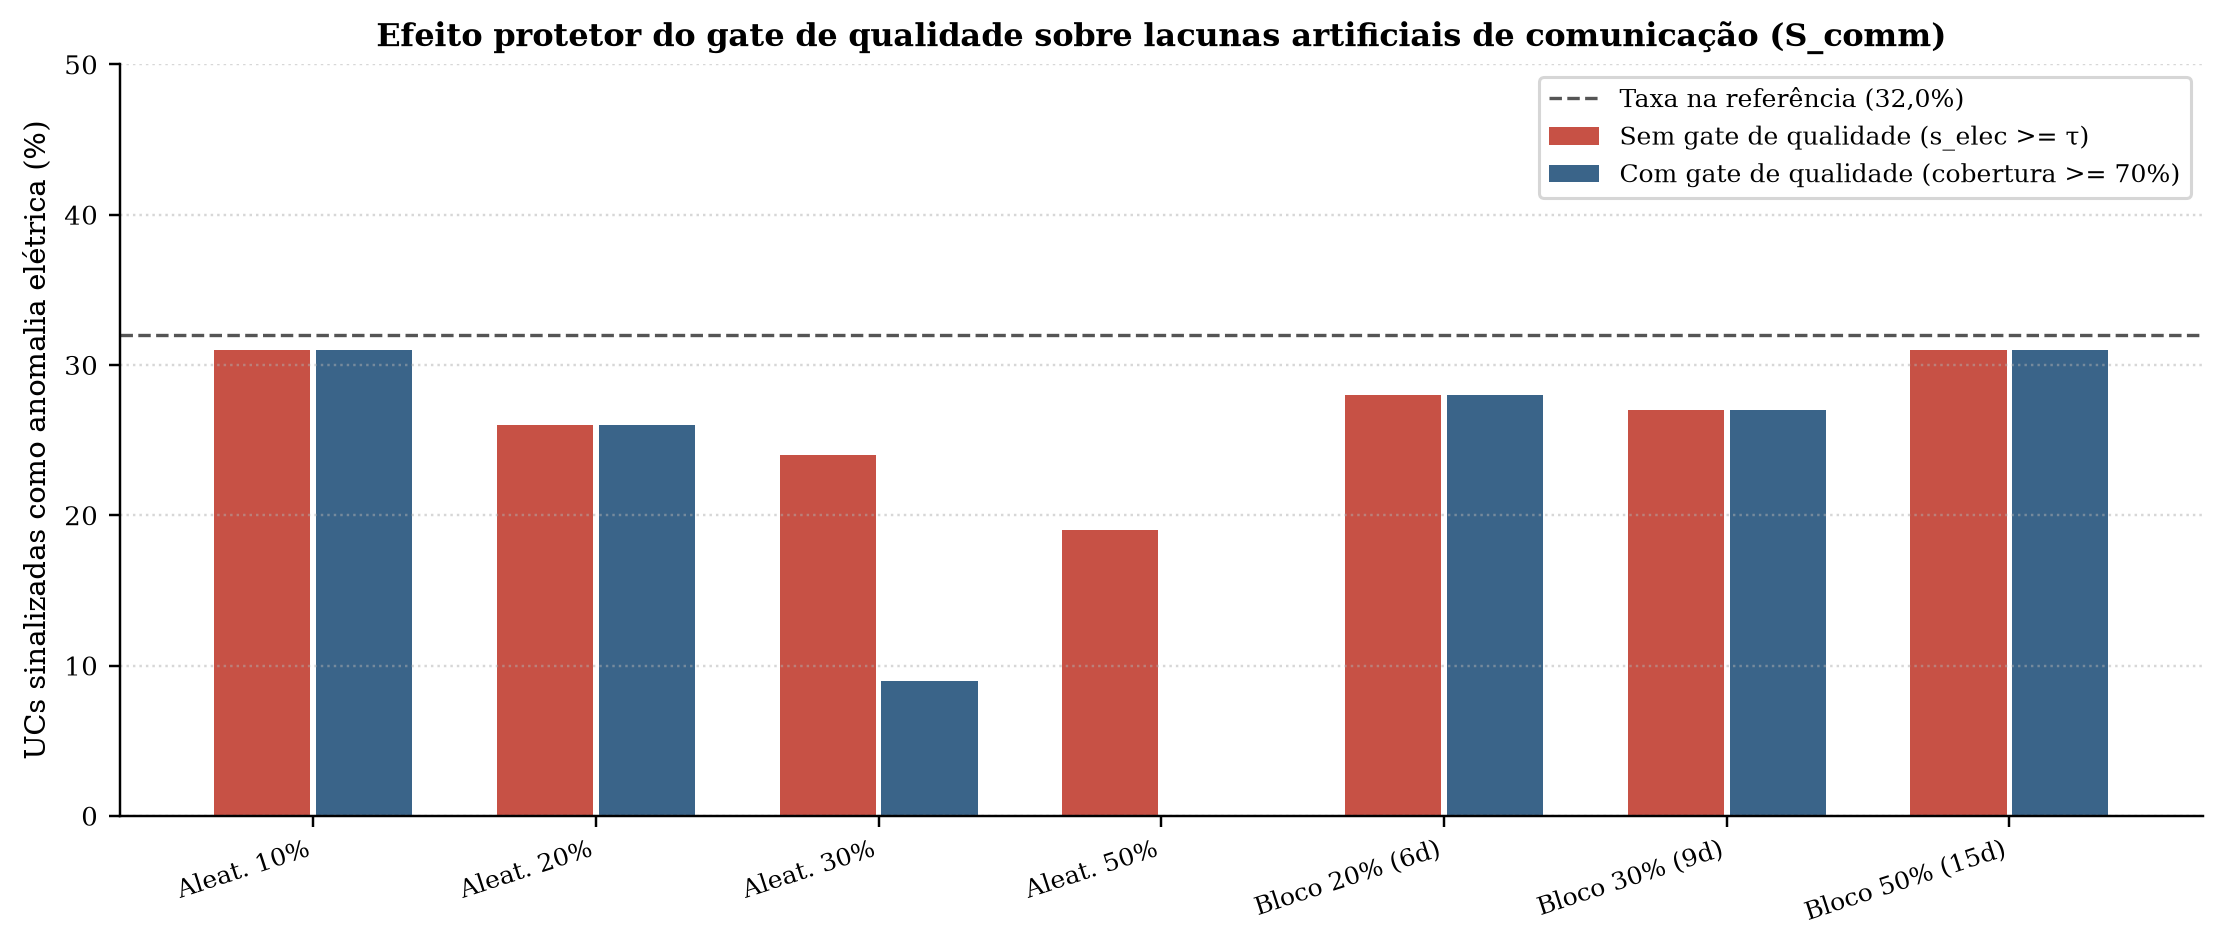 Efeito protetor do gate de qualidade sobre lacunas artificiais de comunicação (S_comm)
UCs sinalizadas como anomalia elétrica (%)
50
40
30
20
10
0
Taxa na referência (32,0%)
Sem gate de qualidade (s_elec >= τ)
Com gate de qualidade (cobertura >= 70%)
Aleat. 10%
Aleat. 20%
Aleat. 30%
Aleat. 50%
Bloco 20% (6d)
Bloco 30% (9d)
Bloco 50% (15d)